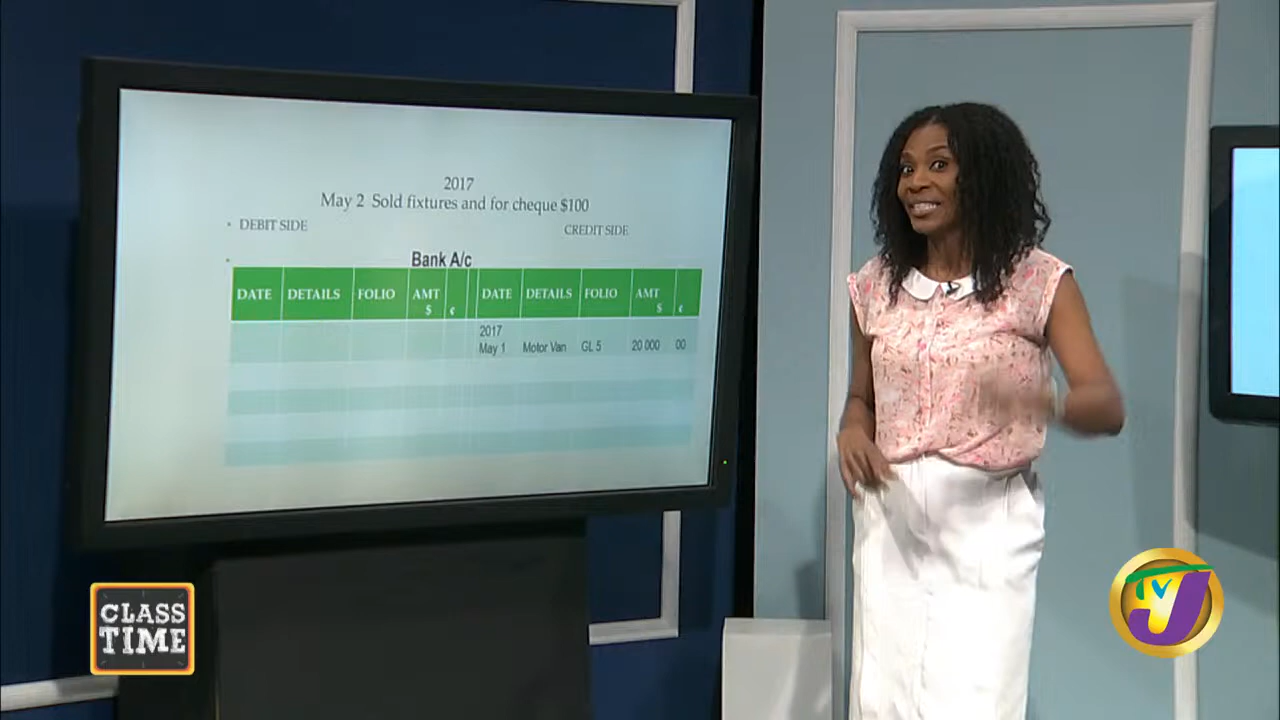 2017
May 2 Sold fixtures and for cheque $100
• DEBIT SIDE CREDIT SIDE
• Bank A/c
DATE DETAILS FOLIO AMT $ ¢ DATE DETAILS FOLIO AMT $ ¢
2017
May 1 Motor Van GL 5 20 000 00
CLASS
TIME
TVJ